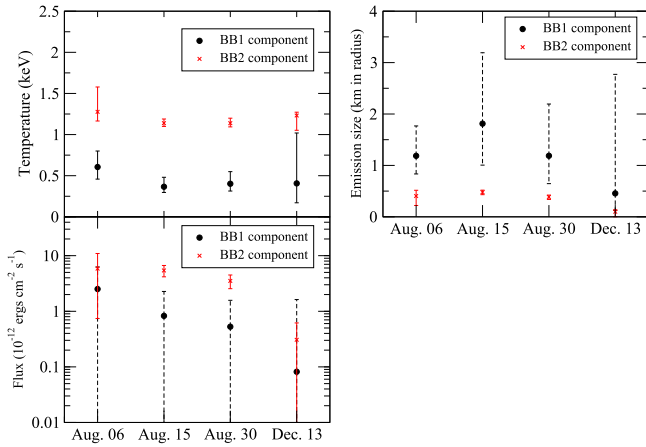 BB1 component
BB2 component
Temperature (keV)
2
1.5
1
0.5
0
BB1 component
BB2 component
Flux (10⁻¹² ergs cm⁻² s⁻¹)
10
1
0.1
0.01
Aug. 06 Aug. 15 Aug. 30 Dec. 13
BB1 component
BB2 component
Emission size (km in radius)
4
3
2
1
0
Aug. 06 Aug. 15 Aug. 30 Dec. 13